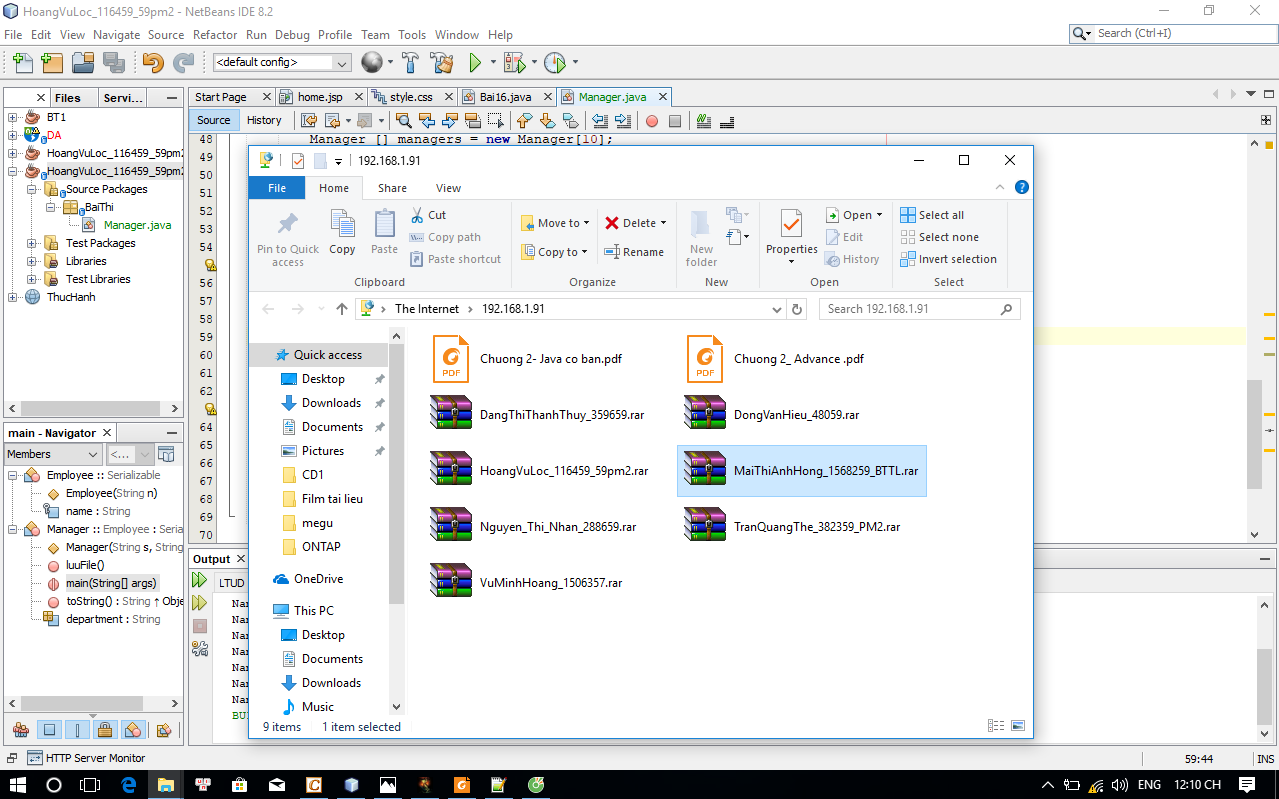 HoangVuLoc_116459_59pm2 - NetBeans IDE 8.2
File Edit View Navigate Source Refactor Run Debug Profile Team Tools Window Help
Search (Ctrl+I)
<default config>
Files Servi...
Start Page home.jsp style.css Bai16.java Manager.java
Source History
BT1
DA
HoangVuLoc_116459_59pm2
HoangVuLoc_116459_59pm2
Source Packages
BaiThi
Manager.java
Test Packages
Libraries
Test Libraries
ThucHanh
48 Manager [] managers = new Manager[10];
49
50
51
52
53
54
56
57
58
59
60
61
62
64
65
66
67
68
69
70
192.168.1.91
File Home Share View
Pin to Quick access
Copy
Paste
Cut
Copy path
Paste shortcut
Clipboard
Move to
Copy to
Delete
Rename
Organize
New folder
New
Properties
Open
Edit
History
Open
Select all
Select none
Invert selection
Select
The Internet 192.168.1.91
Search 192.168.1.91
Quick access
Desktop
Downloads
Documents
Pictures
CD1
Film tai lieu
megu
ONTAP
OneDrive
This PC
Desktop
Documents
Downloads
Music
PDF Chuong 2- Java co ban.pdf
PDF Chuong 2_ Advance .pdf
DangThiThanhThuy_359659.rar
DongVanHieu_48059.rar
HoangVuLoc_116459_59pm2.rar
MaiThiAnhHong_1568259_BTTL.rar
Nguyen_Thi_Nhan_288659.rar
TranQuangThe_382359_PM2.rar
VuMinhHoang_1506357.rar
9 items 1 item selected
main - Navigator
Members <...
Employee :: Serializable
Employee(String n)
name : String
Manager :: Employee : Seria
Manager(String s, String
luuFile()
main(String[] args)
toString() : String ↑ Obje
department : String
Output
LTUD
Nar
Nar
Nar
Nar
Nar
Nar
Nar
BU
HTTP Server Monitor
59:44 INS
ENG 12:10 CH